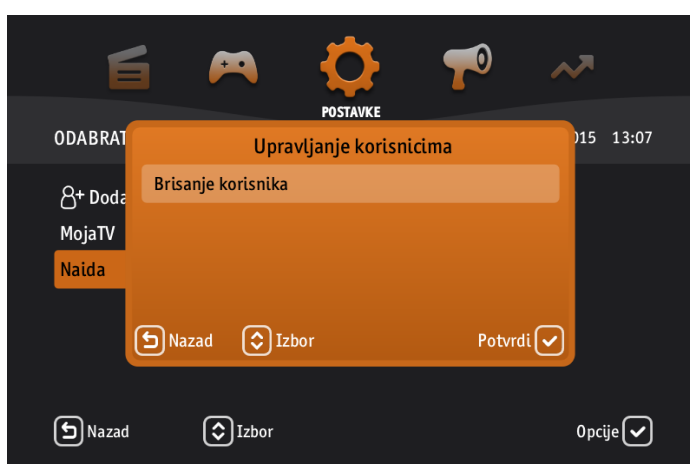 POSTAVKE
ODABRAT
015 13:07
Upravljanje korisnicima
Brisanje korisnika
Doda
MojaTV
Naida
Nazad Izbor Potvrdi
Nazad Izbor Opcije